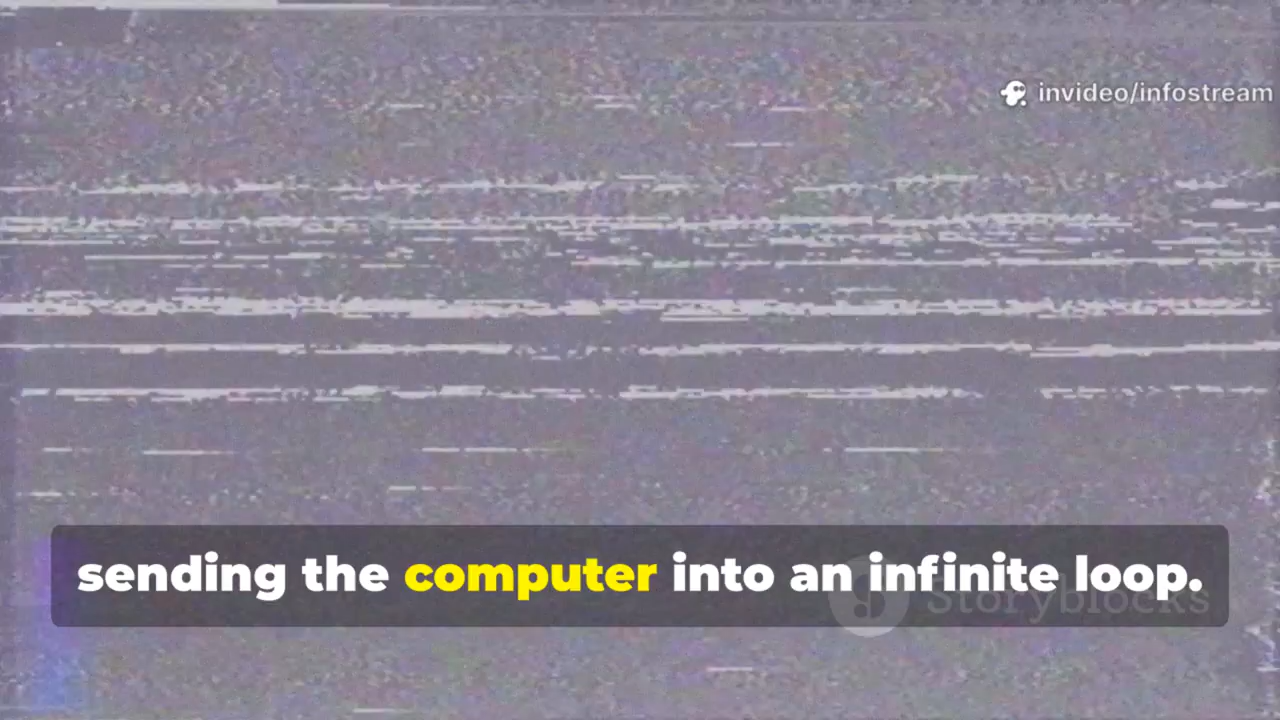 invideo/infostream
sending the computer into an infinite loop.
Storyblocks